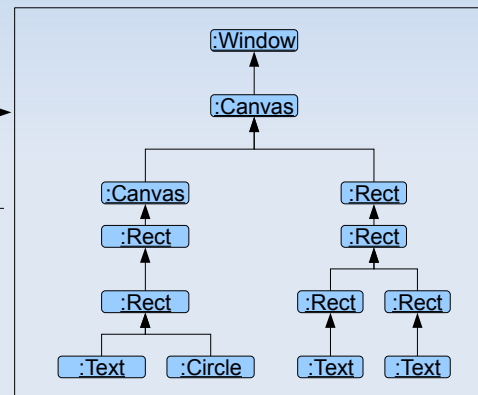 :Window
:Canvas
:Canvas :Rect
:Rect :Rect
:Rect :Rect :Rect
:Text :Circle :Text :Text